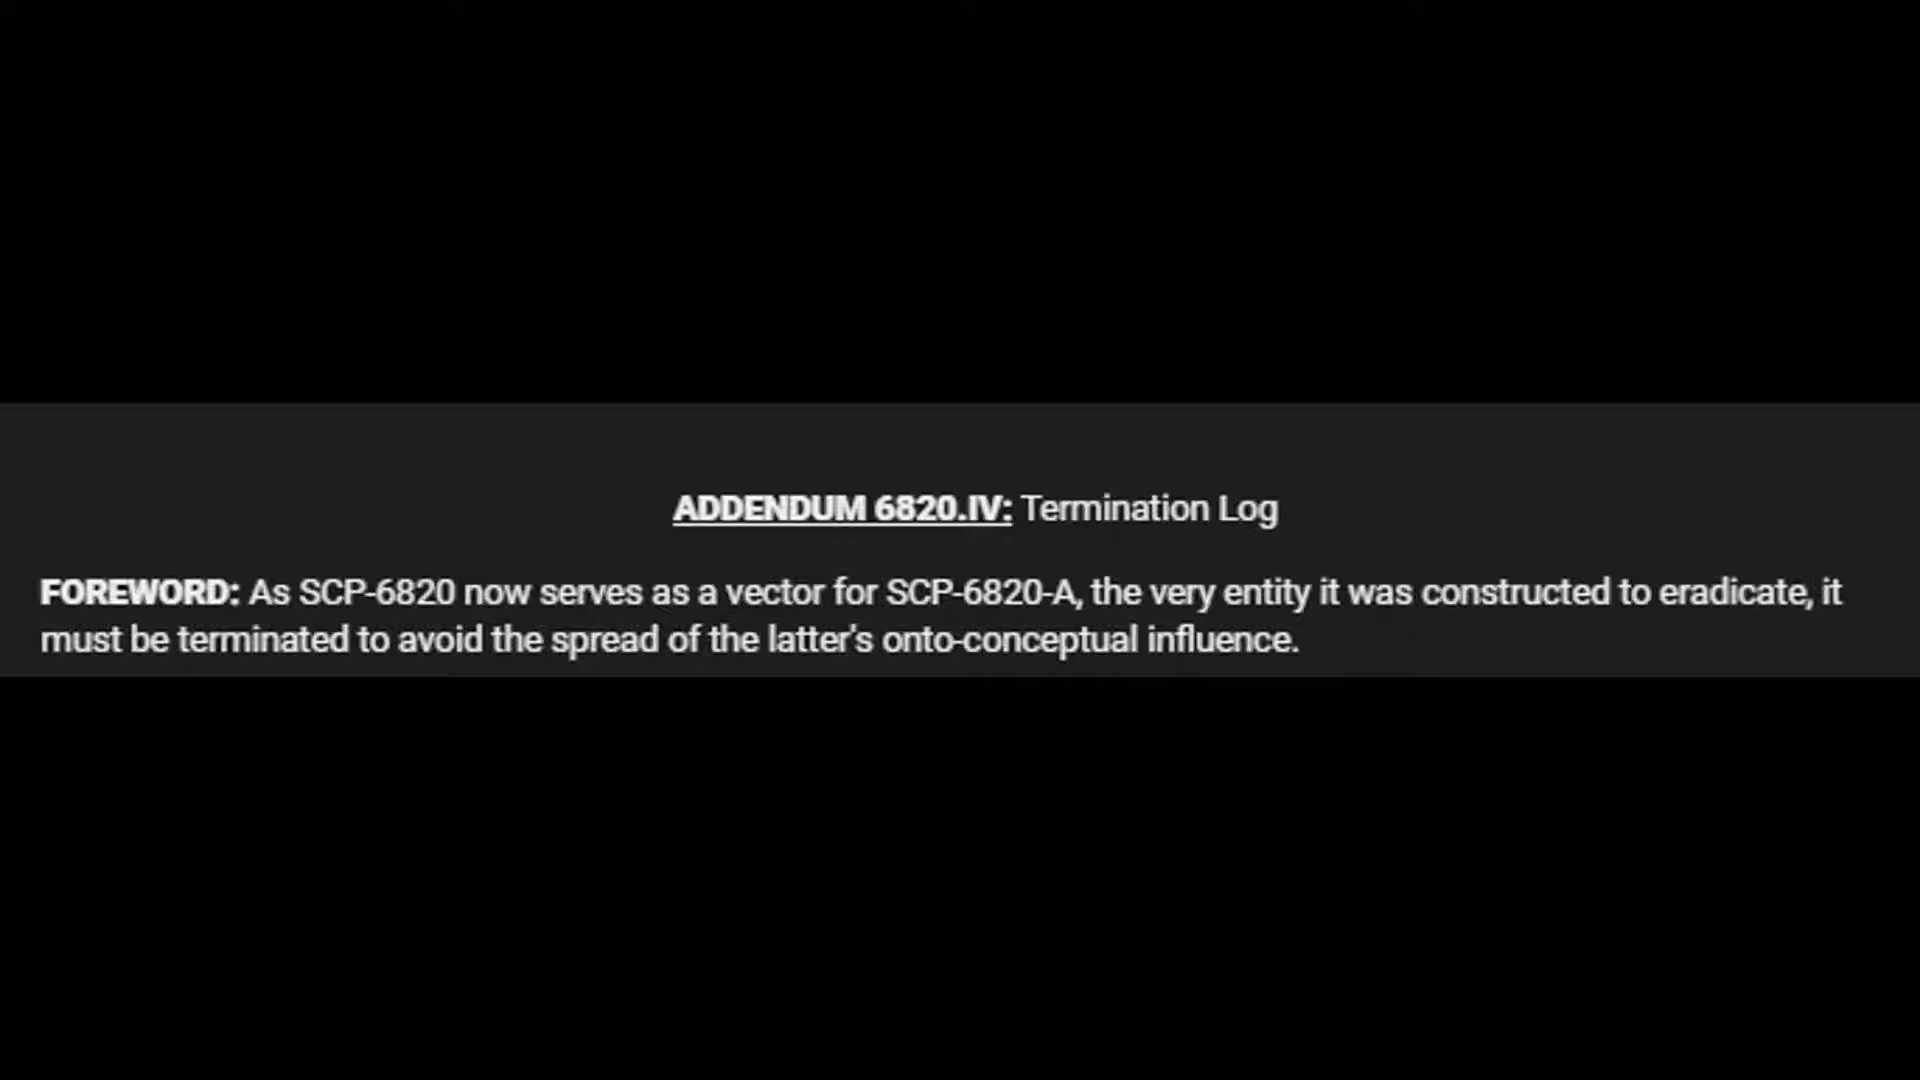 ADDENDUM 6820.IV: Termination Log
FOREWORD: As SCP-6820 now serves as a vector for SCP-6820-A, the very entity it was constructed to eradicate, it
must be terminated to avoid the spread of the latter's onto-conceptual influence.